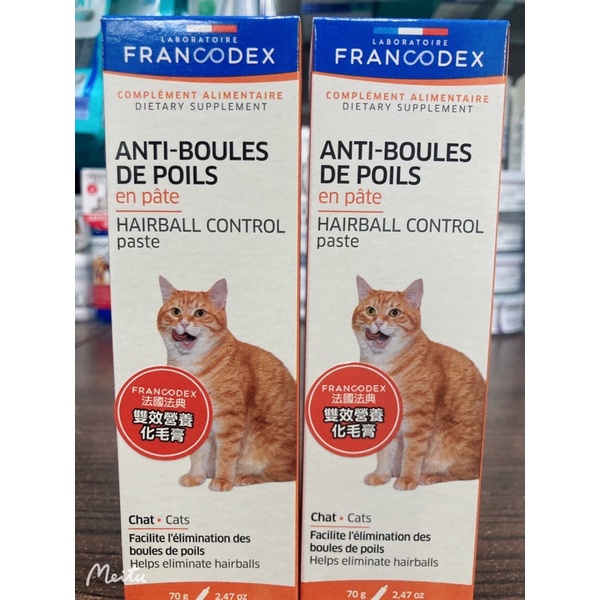 LABORATOIRE
FRANCODEX
COMPLÉMENT ALIMENTAIRE
DIETARY SUPPLEMENT
ANTI-BOULES
DE POILS
en pâte
HAIRBALL CONTROL
paste
FRANCODEX
法國法典
雙效營養
化毛膏
Chat • Cats
Facilite l'élimination des
boules de poils
Helps eliminate hairballs
70 g 2,47 oz
LABORATOIRE
FRANCODEX
COMPLÉMENT ALIMENTAIRE
DIETARY SUPPLEMENT
ANTI-BOULES
DE POILS
en pâte
HAIRBALL CONTROL
paste
FRANCODEX
法國法典
雙效營養
化毛膏
Chat • Cats
Facilite l'élimination des
boules de poils
Helps eliminate hairballs
70 g 2,47 oz
Meitu